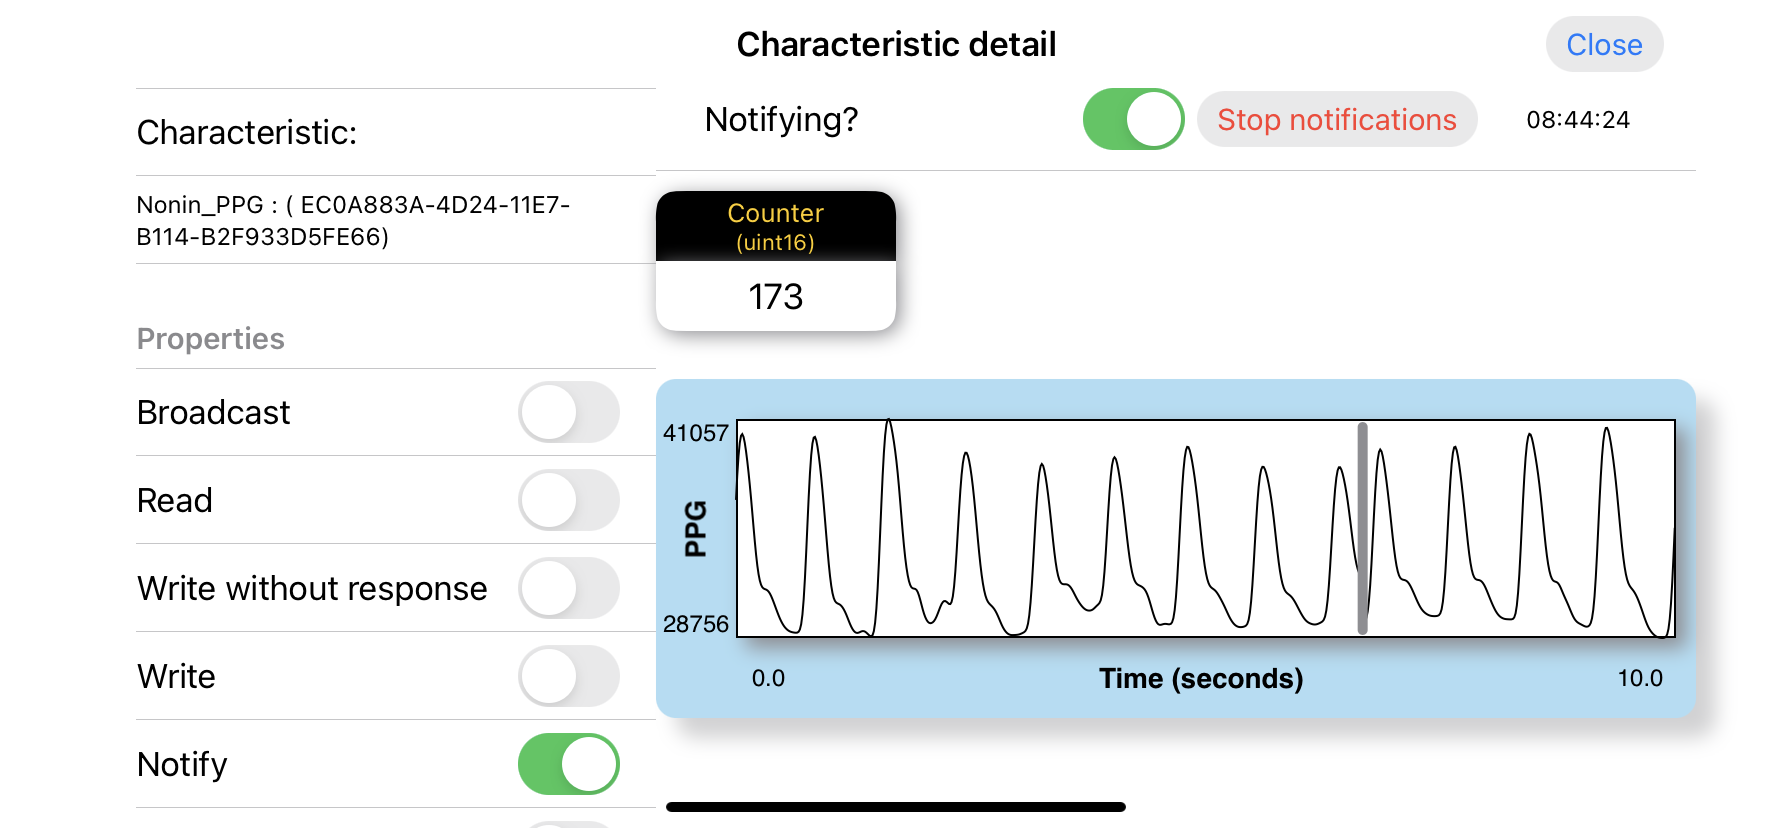 Characteristic detail
Close
Characteristic:
Nonin_PPG : ( EC0A883A-4D24-11E7-
B114-B2F933D5FE66)
Properties
Broadcast
Read
Write without response
Write
Notify
Notifying?
Stop notifications
08:44:24
Counter
(uint16)
173
41057
PPG
28756
0.0
Time (seconds)
10.0